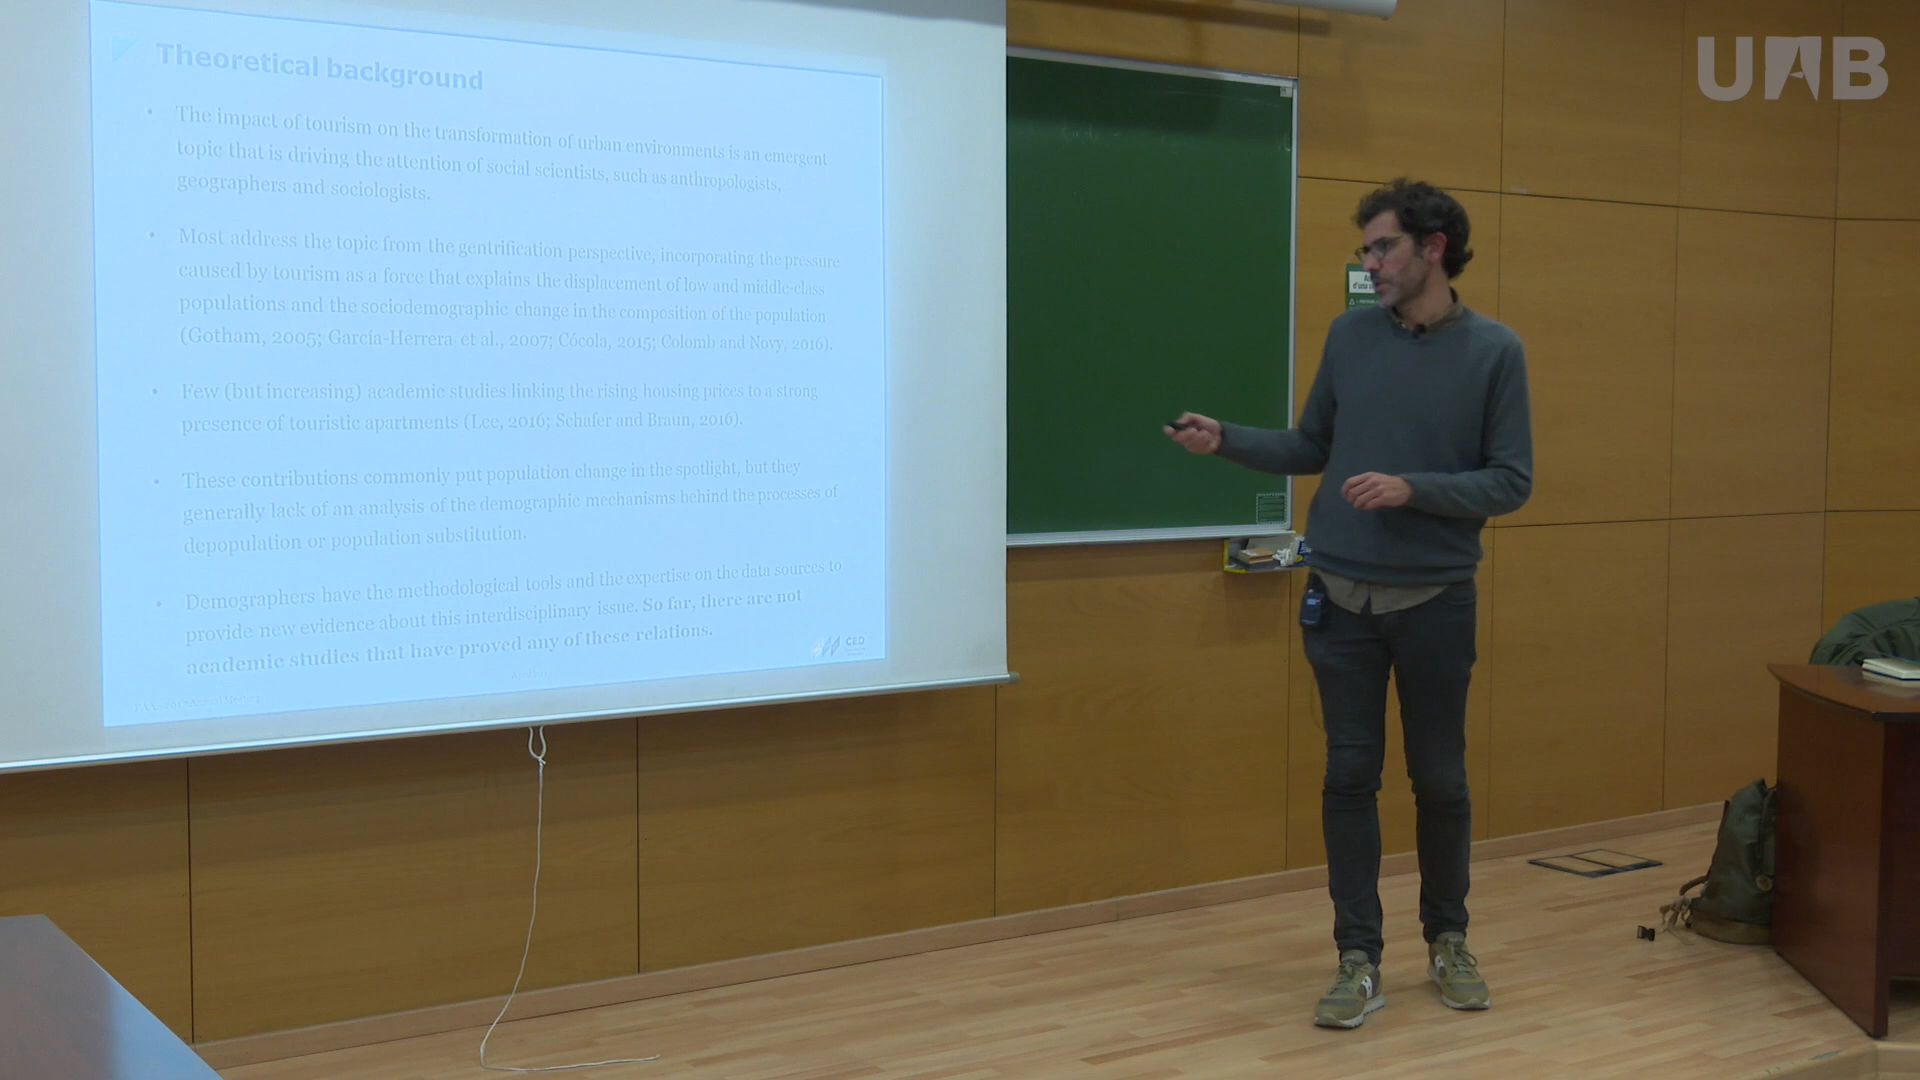 Theoretical background
• The impact of tourism on the transformation of urban environments is an emergent
topic that is driving the attention of social scientists, such as anthropologists,
geographers and sociologists.
• Most address the topic from the gentrification perspective, incorporating the pressure
caused by tourism as a force that explains the displacement of low and middle-class
populations and the sociodemographic change in the composition of the population
(Gotham, 2005; García-Herrera et al., 2007; Cócola, 2015; Colomb and Novy, 2016).
• Few (but increasing) academic studies linking the rising housing prices to a strong
presence of touristic apartments (Lee, 2016; Schafer and Braun, 2016).
• These contributions commonly put population change in the spotlight, but they
generally lack of an analysis of the demographic mechanisms behind the processes of
depopulation or population substitution.
• Demographers have the methodological tools and the expertise on the data sources to
provide new evidence about this interdisciplinary issue. So far, there are not
academic studies that have proved any of these relations.
CED
UAB
d'una